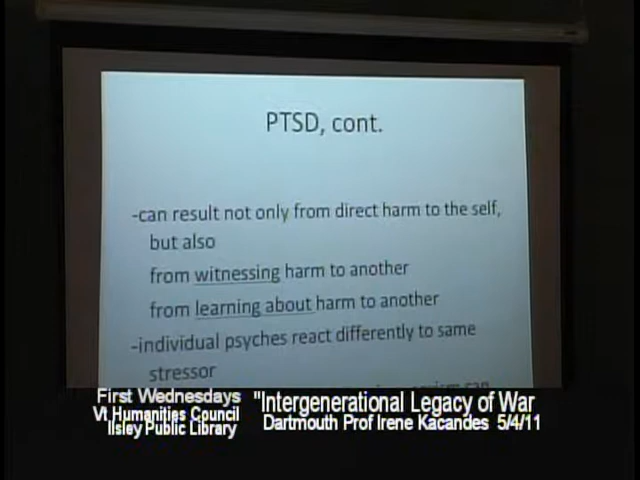 PTSD, cont.
-can result not only from direct harm to the self,
but also
from witnessing harm to another
from learning about harm to another
-individual psyches react differently to same
stressor
First Wednesdays
Vt Humanities Council
Ilsley Public Library
"Intergenerational Legacy of War
Dartmouth Prof Irene Kacandes 5/4/11